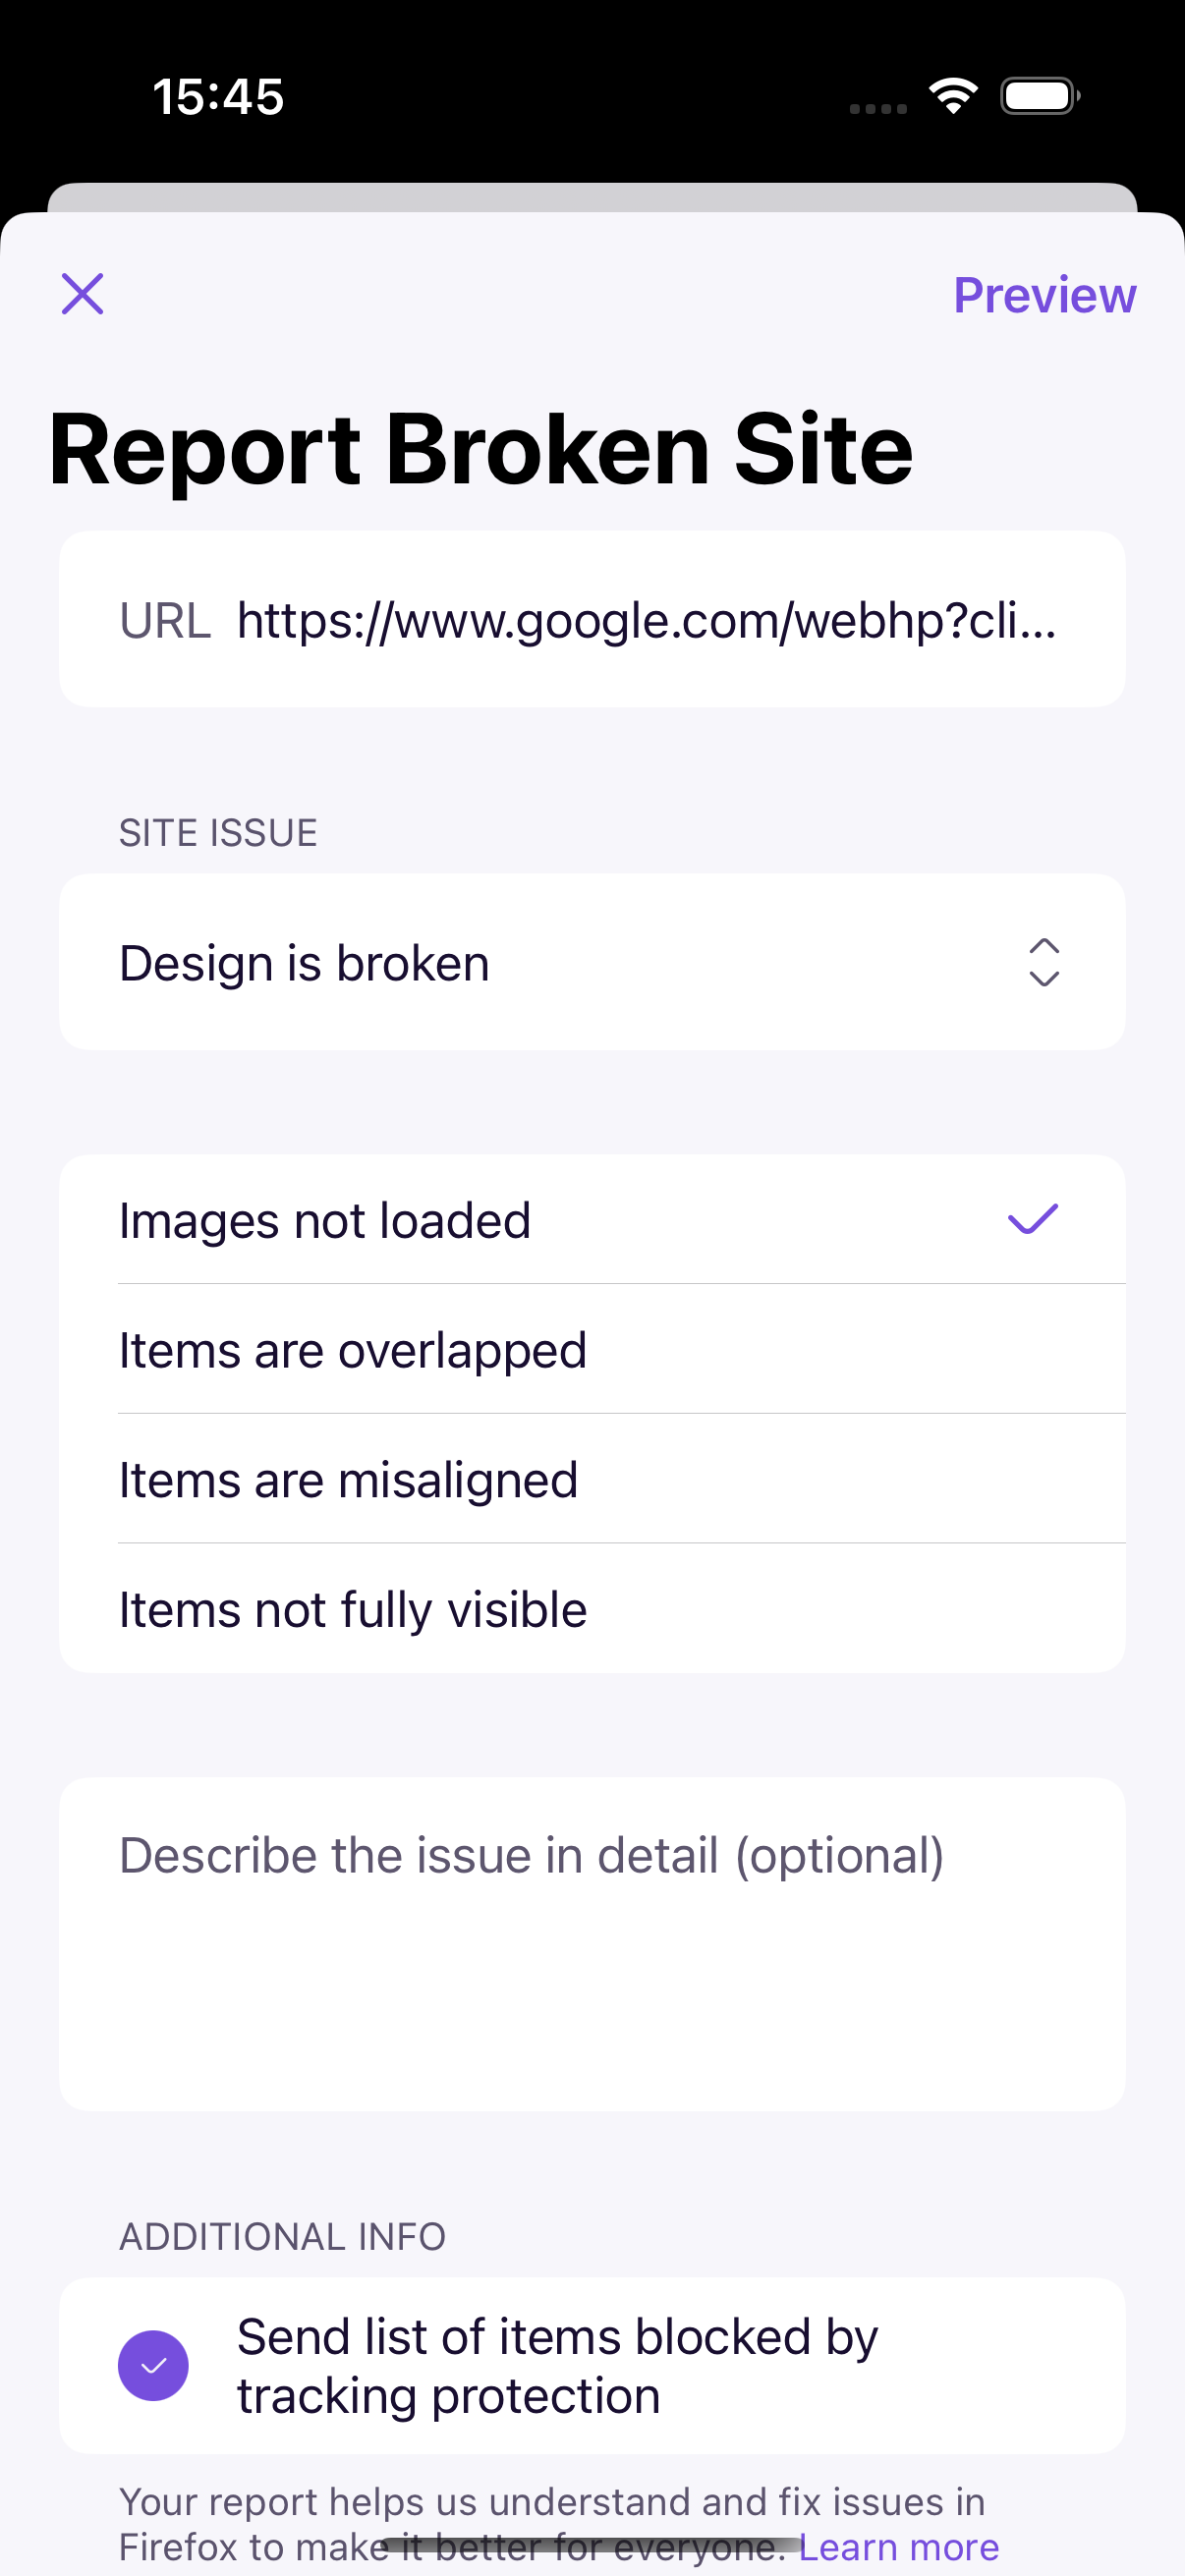 15:45
Preview
Report Broken Site
URL https://www.google.com/webhp?cli...
SITE ISSUE
Design is broken
Images not loaded
Items are overlapped
Items are misaligned
Items not fully visible
Describe the issue in detail (optional)
ADDITIONAL INFO
Send list of items blocked by
tracking protection
Your report helps us understand and fix issues in
Firefox to make it better for everyone. Learn more